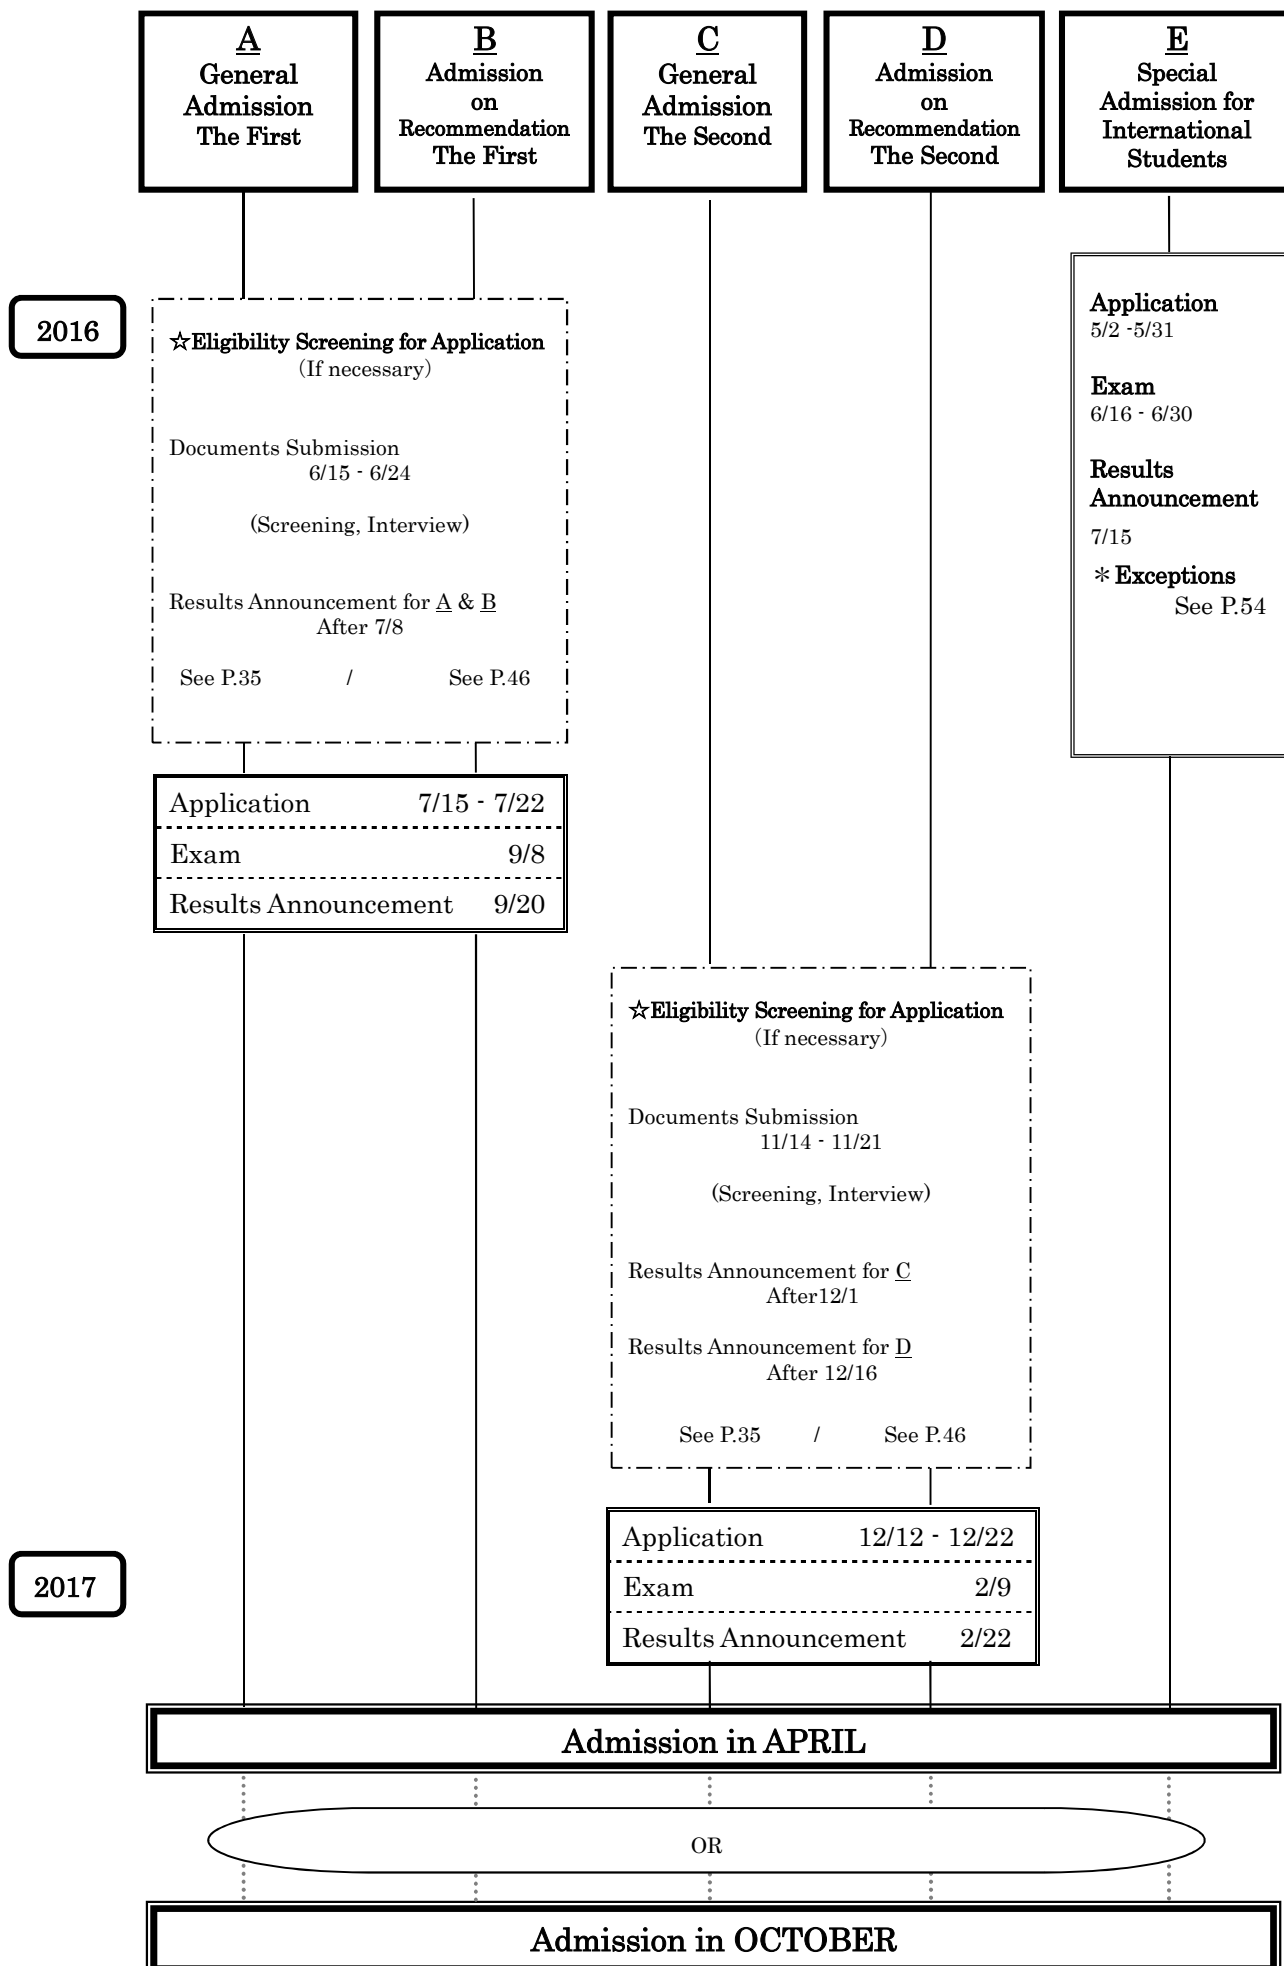 A
General
Admission
The First
B
Admission
on
Recommendation
The First
C
General
Admission
The Second
D
Admission
on
Recommendation
The Second
E
Special
Admission for
International
Students
2016
☆Eligibility Screening for Application
(If necessary)
Documents Submission
6/15 - 6/24
(Screening, Interview)
Results Announcement for A & B
After 7/8
See P.35 / See P.46
Application 7/15 - 7/22
Exam 9/8
Results Announcement 9/20
Application
5/2 -5/31
Exam
6/16 - 6/30
Results
Announcement
7/15
＊Exceptions
See P.54
☆Eligibility Screening for Application
(If necessary)
Documents Submission
11/14 - 11/21
(Screening, Interview)
Results Announcement for C
After12/1
Results Announcement for D
After 12/16
See P.35 / See P.46
2017
Application 12/12 - 12/22
Exam 2/9
Results Announcement 2/22
Admission in APRIL
OR
Admission in OCTOBER